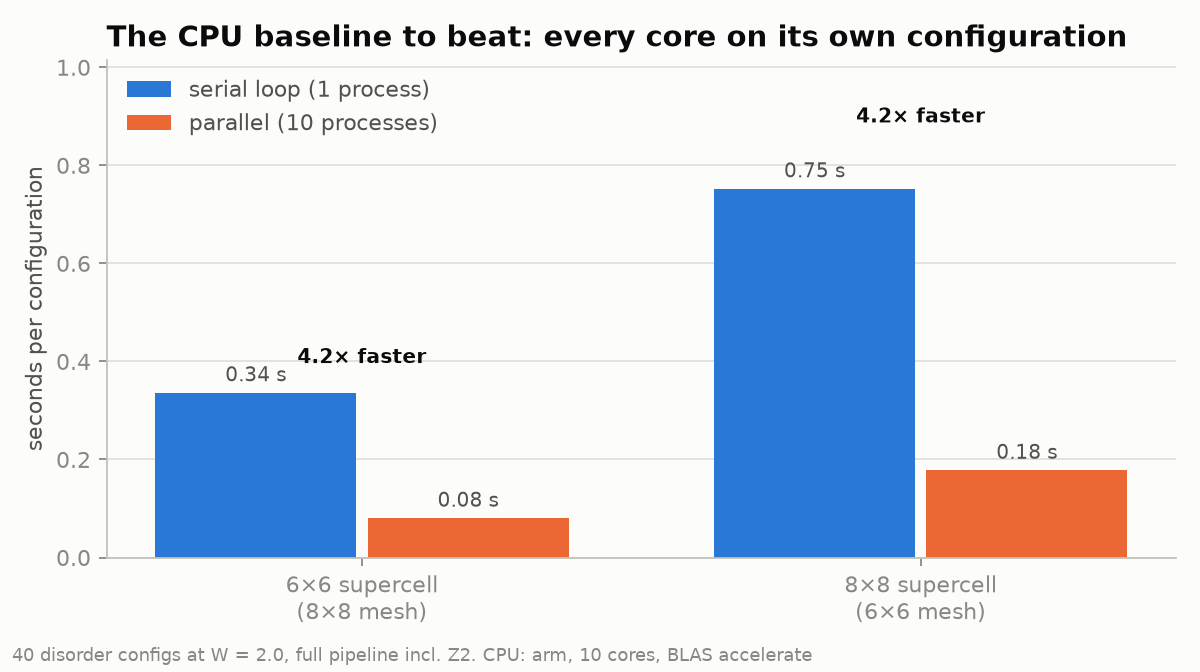 The CPU baseline to beat: every core on its own configuration
seconds per configuration
1.0
0.8
0.6
0.4
0.2
0.0
serial loop (1 process)
parallel (10 processes)
4.2× faster
0.34 s
0.08 s
4.2× faster
0.75 s
0.18 s
6×6 supercell
(8×8 mesh)
8×8 supercell
(6×6 mesh)
40 disorder configs at W = 2.0, full pipeline incl. Z2. CPU: arm, 10 cores, BLAS accelerate